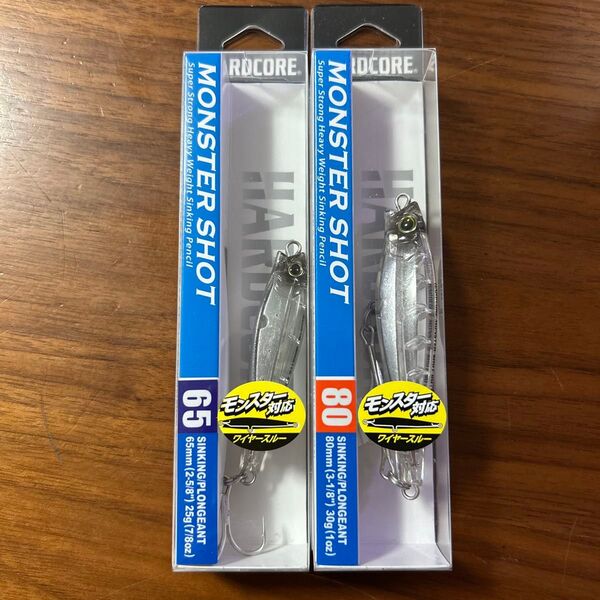 RDCORE®
MONSTER SHOT
Super Strong Heavy Weight Sinking Pencil
HARD
65
SINKING/PLONGEANT
65mm (2-5/8") 25g (7/8oz)
モンスター対応
ワイヤースルー
RDCORE®
MONSTER SHOT
Super Strong Heavy Weight Sinking Pencil
HAR
80
SINKING/PLONGEANT
80mm (3-1/8") 30g (1oz)
モンスター対応
ワイヤースルー